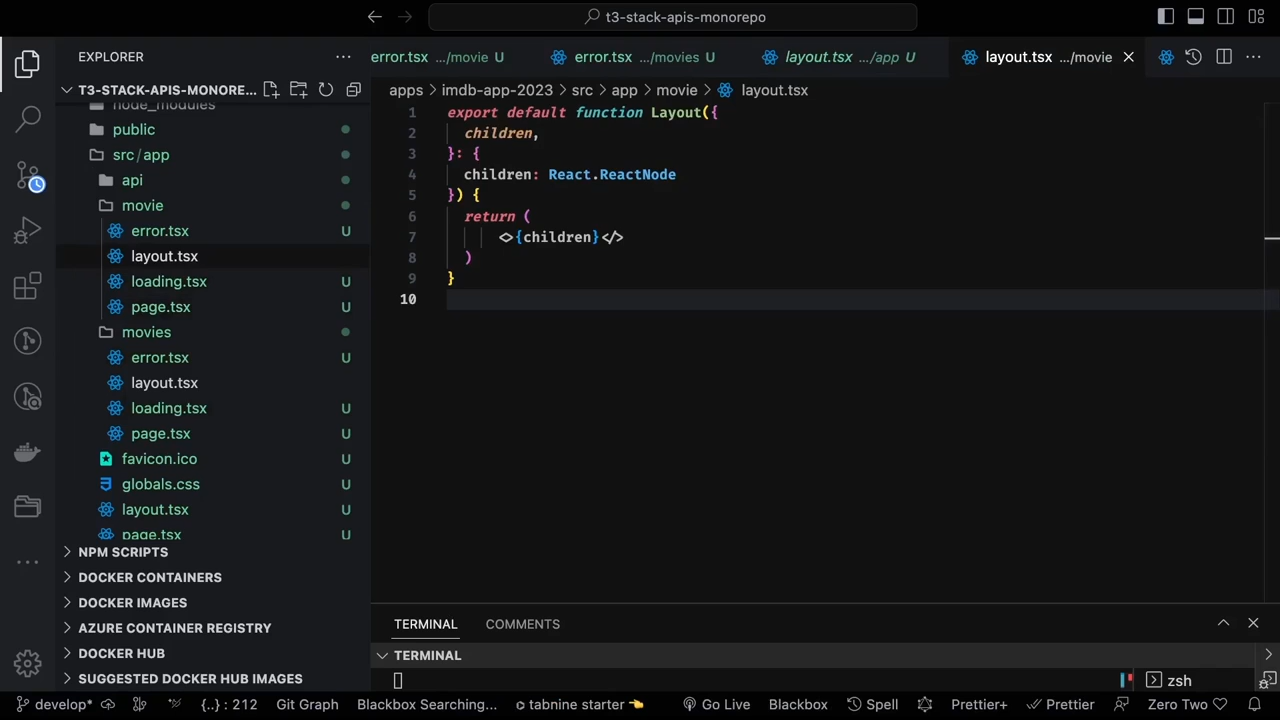 t3-stack-apis-monorepo
EXPLORER
error.tsx .../movie U
error.tsx .../movies U
layout.tsx .../app U
layout.tsx .../movie
T3-STACK-APIS-MONORE...
apps > imdb-app-2023 > src > app > movie > layout.tsx
node_modules
public
src/app
api
movie
error.tsx U
layout.tsx
loading.tsx U
page.tsx U
movies
error.tsx U
layout.tsx
loading.tsx U
page.tsx U
favicon.ico U
globals.css U
layout.tsx U
page.tsx U
NPM SCRIPTS
DOCKER CONTAINERS
DOCKER IMAGES
AZURE CONTAINER REGISTRY
DOCKER HUB
SUGGESTED DOCKER HUB IMAGES
1 export default function Layout({
2 children,
3 }: {
4 children: React.ReactNode
5 }) {
6 return (
7 <>{children}</>
8 )
9 }
10
TERMINAL COMMENTS
TERMINAL
zsh
develop* {..} : 212 Git Graph Blackbox Searching... tabnine starter Go Live Blackbox Spell Prettier+ Prettier Zero Two